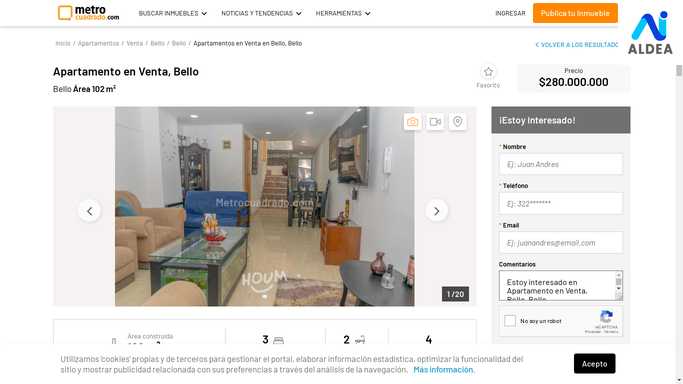 metro
cuadrado.com
BUSCAR INMUEBLES
NOTICIAS Y TENDENCIAS
HERRAMIENTAS
INGRESAR
Publica tu Inmueble
ALDEA
Inicio / Apartamentos / Venta / Bello / Bello / Apartamentos en Venta en Bello, Bello
VOLVER A LOS RESULTADO
Apartamento en Venta, Bello
Bello Área 102 m²
Favorito
Precio
$280.000.000
Metrocuadrado.com
HOUM
1 / 20
¡Estoy Interesado!
* Nombre
Ej: Juan Andres
* Teléfono
Ej: 322*******
* Email
Ej: juanandres@email.com
Comentarios
Estoy interesado en
Apartamento en Venta,
Bello, Bello
No soy un robot
reCAPTCHA
Privacidad - Términos
Área construida
3
2
4
Utilizamos 'cookies' propias y de terceros para gestionar el portal, elaborar información estadística, optimizar la funcionalidad del
sitio y mostrar publicidad relacionada con sus preferencias a través del análisis de la navegación. Más información.
Acepto